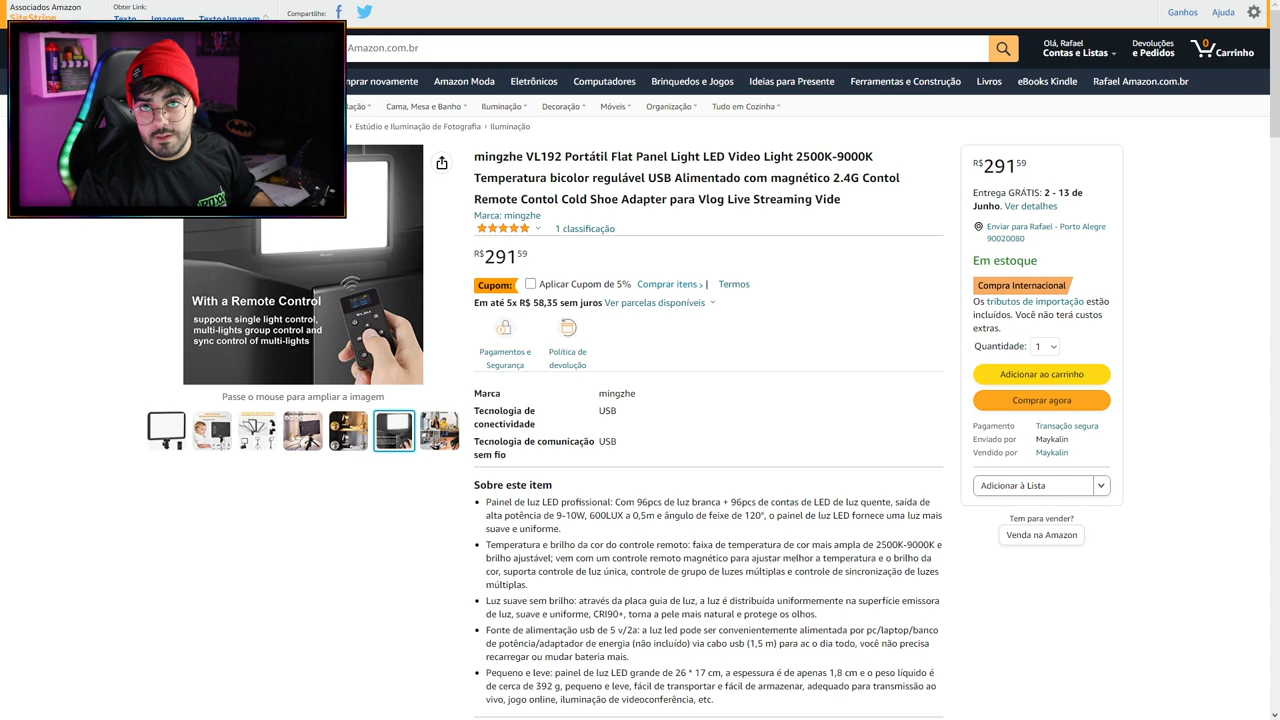 Associados Amazon
SiteStripe
Obter Link:
Texto Imagem Texto+Imagem
Compartilhe:
Ganhos Ajuda
Amazon.com.br
Olá, Rafael
Contas e Listas
Devoluções
e Pedidos
0
Carrinho
mprar novamente Amazon Moda Eletrônicos Computadores Brinquedos e Jogos Ideias para Presente Ferramentas e Construção Livros eBooks Kindle Rafael Amazon.com.br
lação Cama, Mesa e Banho Iluminação Decoração Móveis Organização Tudo em Cozinha
› Estúdio e Iluminação de Fotografia › Iluminação
mingzhe VL192 Portátil Flat Panel Light LED Video Light 2500K-9000K
Temperatura bicolor regulável USB Alimentado com magnético 2.4G Contol
Remote Contol Cold Shoe Adapter para Vlog Live Streaming Vide
Marca: mingzhe
1 classificação
R$ 291 59
Cupom: Aplicar Cupom de 5% Comprar itens › | Termos
Em até 5x R$ 58,35 sem juros Ver parcelas disponíveis
Pagamentos e
Segurança
Política de
devolução
With a Remote Control
supports single light control,
multi-lights group control and
sync control of multi-lights
Passe o mouse para ampliar a imagem
Marca mingzhe
Tecnologia de
conectividade
USB
Tecnologia de comunicação
sem fio
USB
Sobre este item
• Painel de luz LED profissional: Com 96pcs de luz branca + 96pcs de contas de LED de luz quente, saída de
alta potência de 9-10W, 600LUX a 0,5m e ângulo de feixe de 120°, o painel de luz LED fornece uma luz mais
suave e uniforme.
• Temperatura e brilho da cor do controle remoto: faixa de temperatura de cor mais ampla de 2500K-9000K e
brilho ajustável; vem com um controle remoto magnético para ajustar melhor a temperatura e o brilho da
cor, suporta controle de luz única, controle de grupo de luzes múltiplas e controle de sincronização de luzes
múltiplas.
• Luz suave sem brilho: através da placa guia de luz, a luz é distribuída uniformemente na superfície emissora
de luz, suave e uniforme, CRI90+, torna a pele mais natural e protege os olhos.
• Fonte de alimentação usb de 5 v/2a: a luz led pode ser convenientemente alimentada por pc/laptop/banco
de potência/adaptador de energia (não incluído) via cabo usb (1,5 m) para ac o dia todo, você não precisa
recarregar ou mudar bateria mais.
• Pequeno e leve: painel de luz LED grande de 26 * 17 cm, a espessura é de apenas 1,8 cm e o peso líquido é
de cerca de 392 g, pequeno e leve, fácil de transportar e fácil de armazenar, adequado para transmissão ao
vivo, jogo online, iluminação de videoconferência, etc.
R$ 291 59
Entrega GRÁTIS: 2 - 13 de
Junho. Ver detalhes
Enviar para Rafael - Porto Alegre
90020080
Em estoque
Compra Internacional
Os tributos de importação estão
incluídos. Você não terá custos
extras.
Quantidade: 1
Adicionar ao carrinho
Comprar agora
Pagamento Transação segura
Enviado por Maykalin
Vendido por Maykalin
Adicionar à Lista
Tem para vender?
Venda na Amazon